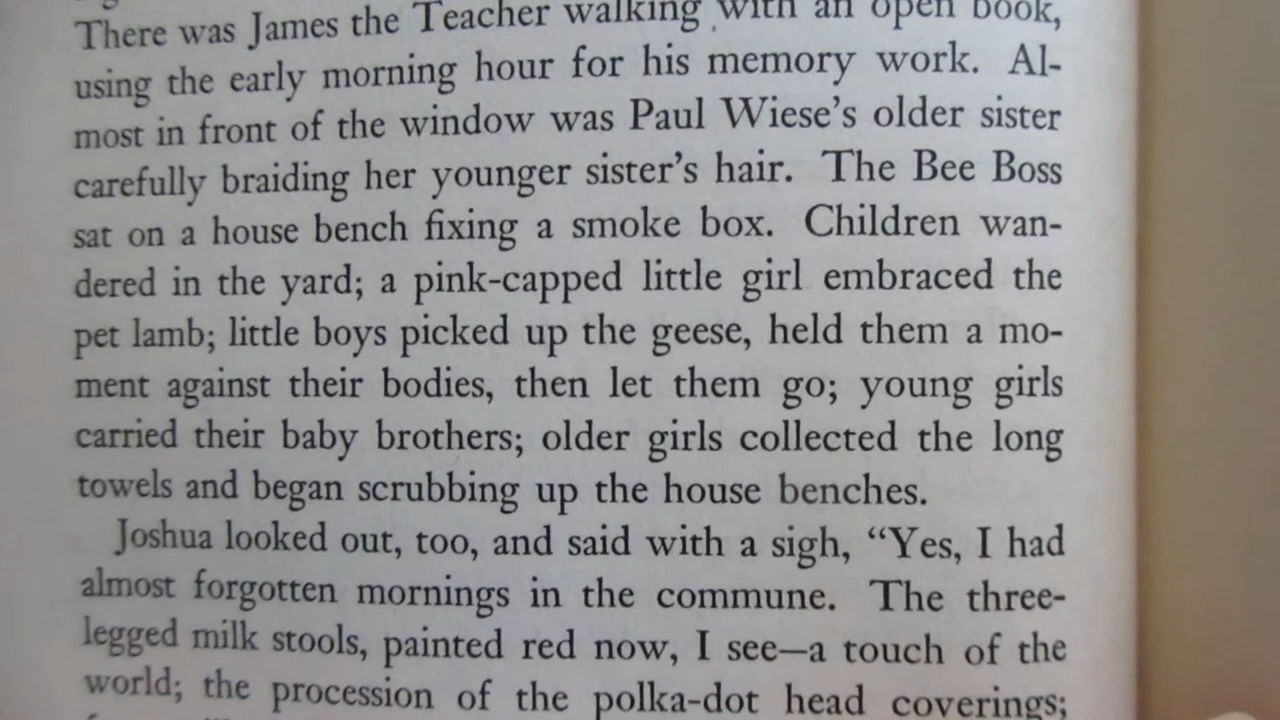 There was James the Teacher walking with an open book,
using the early morning hour for his memory work. Al-
most in front of the window was Paul Wiese's older sister
carefully braiding her younger sister's hair. The Bee Boss
sat on a house bench fixing a smoke box. Children wan-
dered in the yard; a pink-capped little girl embraced the
pet lamb; little boys picked up the geese, held them a mo-
ment against their bodies, then let them go; young girls
carried their baby brothers; older girls collected the long
towels and began scrubbing up the house benches.
Joshua looked out, too, and said with a sigh, “Yes, I had
almost forgotten mornings in the commune. The three-
legged milk stools, painted red now, I see—a touch of the
world; the procession of the polka-dot head coverings;